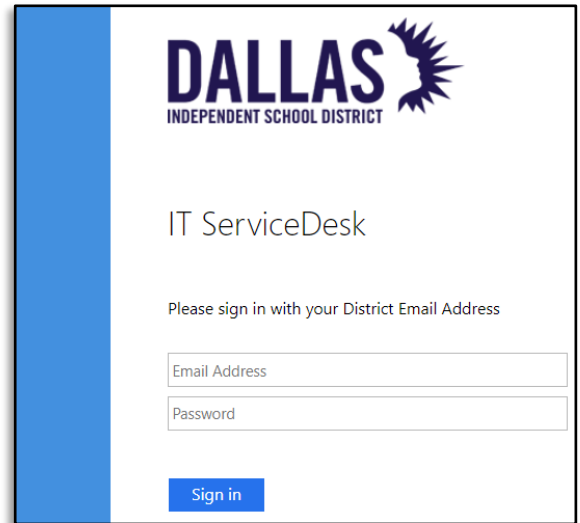 DALLAS
INDEPENDENT SCHOOL DISTRICT
IT ServiceDesk
Please sign in with your District Email Address
Email Address
Password
Sign in